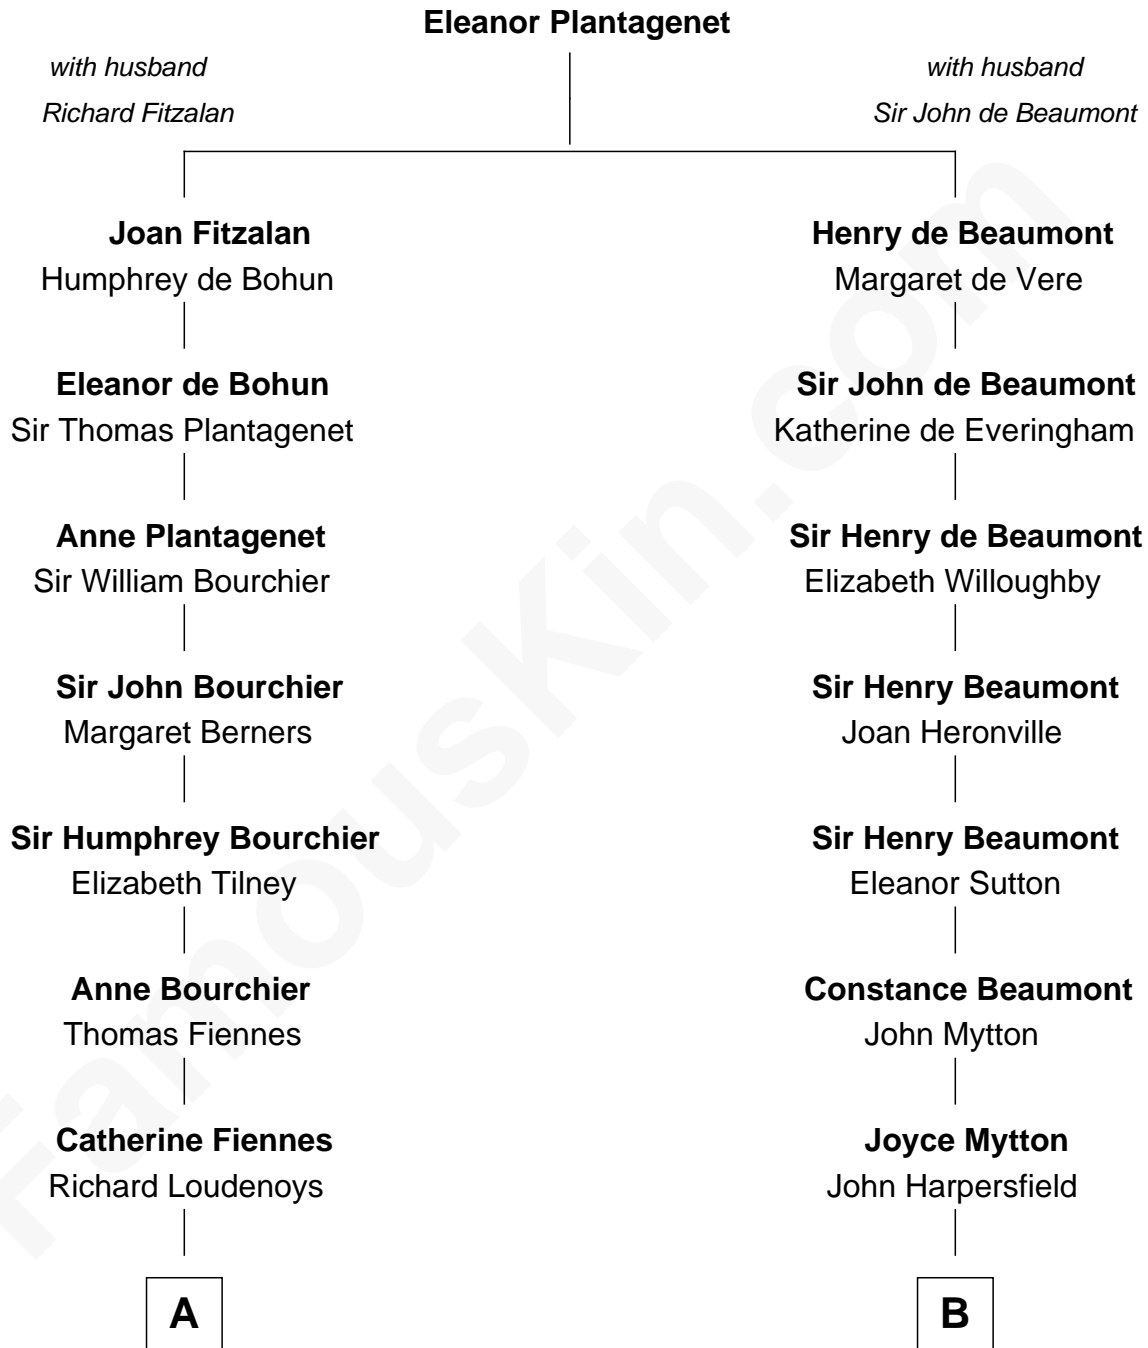 Eleanor Plantagenet
with husband
Richard Fitzalan
with husband
Sir John de Beaumont
Joan Fitzalan
Humphrey de Bohun
Henry de Beaumont
Margaret de Vere
Eleanor de Bohun
Sir Thomas Plantagenet
Sir John de Beaumont
Katherine de Everingham
Anne Plantagenet
Sir William Bourchier
Sir Henry de Beaumont
Elizabeth Willoughby
Sir John Bourchier
Margaret Berners
Sir Henry Beaumont
Joan Heronville
Sir Humphrey Bourchier
Elizabeth Tilney
Sir Henry Beaumont
Eleanor Sutton
Anne Bourchier
Thomas Fiennes
Constance Beaumont
John Mytton
Catherine Fiennes
Richard Loudenoys
Joyce Mytton
John Harpersfield
A
B
FamousKin.com